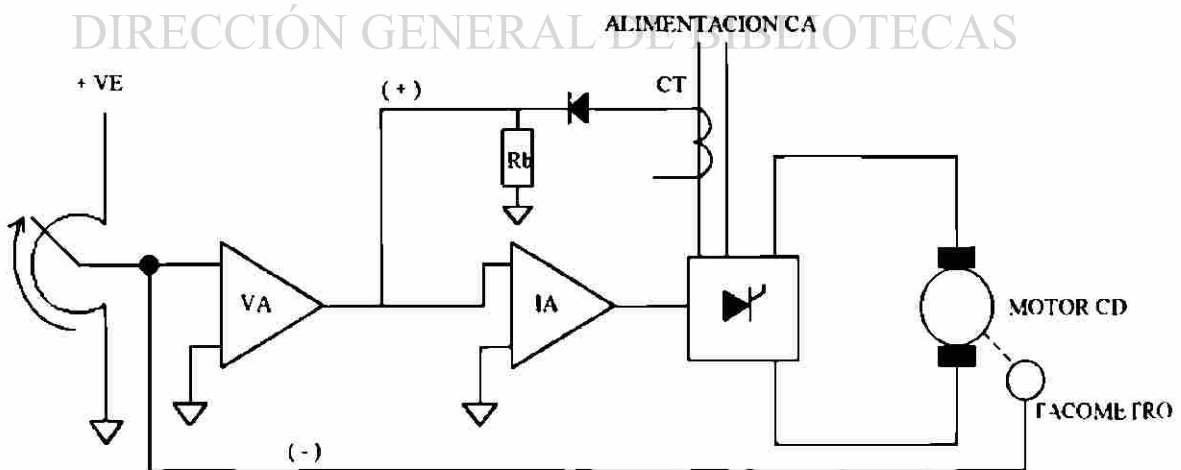 DIRECCIÓN GENERAL DE BIBLIOTECAS
ALIMENTACION CA
+ VE
(+)
CT
Rb
VA
IA
MOTOR CD
TACOMETRO
(-)